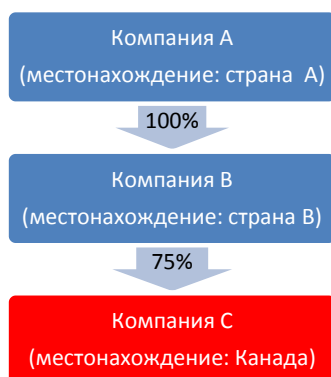 Компания А
(местонахождение: страна А)
100%
Компания В
(местонахождение: страна В)
75%
Компания С
(местонахождение: Канада)